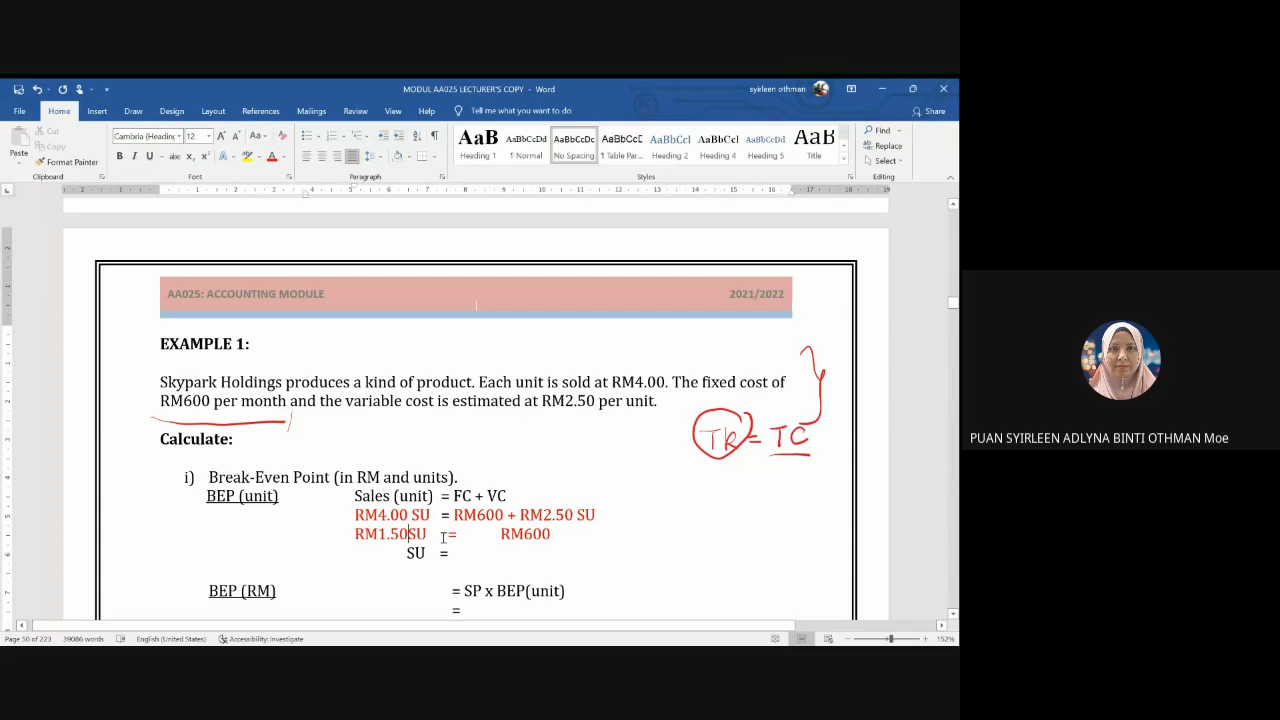 MODUL AA025 LECTURER'S COPY - Word
syirleen othman
File Home Insert Draw Design Layout References Mailings Review View Help Tell me what you want to do Share
Paste
Cut
Copy
Format Painter
Clipboard
Cambria (Heading 12
Font
Paragraph
AaB AaBbCcDd AaBbCcDc AaBbCcD AaBbCcI AaBbCcI AaBbCcDd AaB
Heading 1 ¶ Normal No Spacing ¶ Table Par... Heading 2 Heading 4 Heading 5 Title
Styles
Find
Replace
Select
Editing
AA025: ACCOUNTING MODULE 2021/2022
EXAMPLE 1:
Skypark Holdings produces a kind of product. Each unit is sold at RM4.00. The fixed cost of
RM600 per month and the variable cost is estimated at RM2.50 per unit.
TR = TC
Calculate:
i) Break-Even Point (in RM and units).
BEP (unit) Sales (unit) = FC + VC
RM4.00 SU = RM600 + RM2.50 SU
RM1.50SU = RM600
SU =
BEP (RM) = SP x BEP(unit)
=
Page 50 of 223 39086 words English (United States) Accessibility: Investigate 152%
PUAN SYIRLEEN ADLYNA BINTI OTHMAN Moe